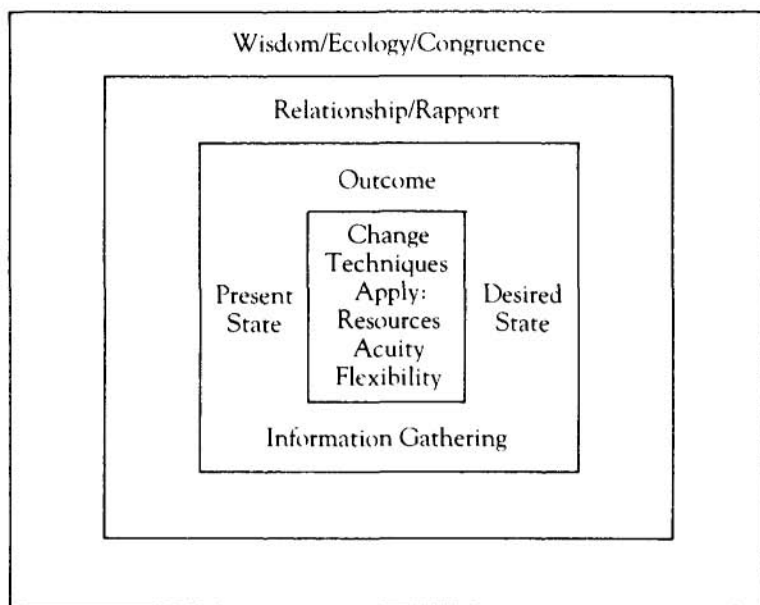 Wisdom/Ecology/Congruence
Relationship/Rapport
Outcome
Change
Techniques
Present Apply: Desired
State Resources State
Acuity
Flexibility
Information Gathering